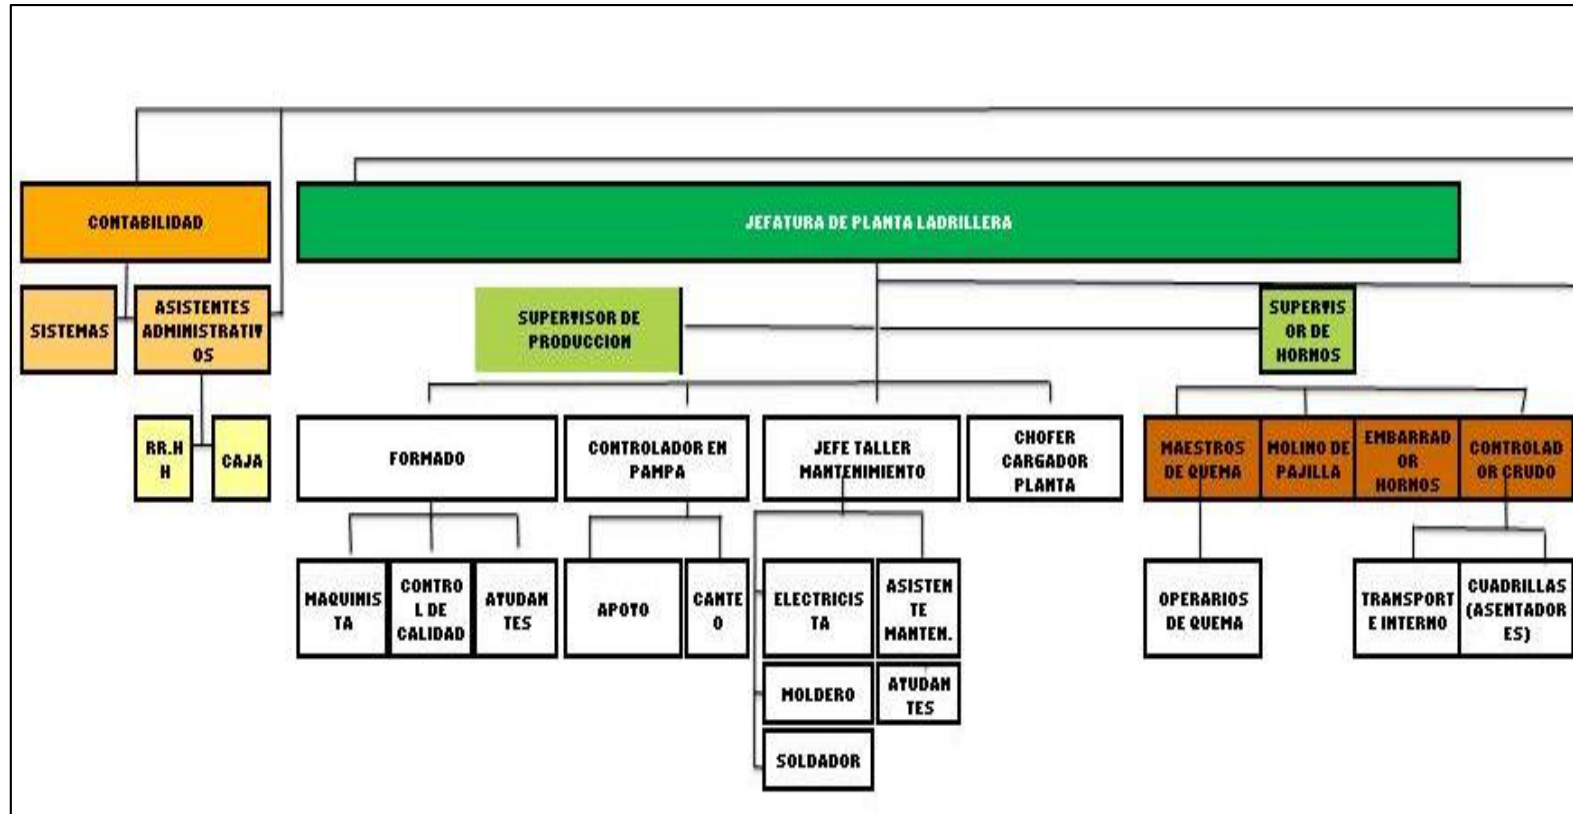 CONTABILIDAD
JEFATURA DE PLANTA LADRILLERA
SISTEMAS
ASISTENTES
ADMINISTRATIV
OS
SUPERVISOR DE
PRODUCCION
SUPERVIS
OR DE
HORNOS
RR.H
H
CAJA
FORMADO
CONTROLADOR EN
PAMPA
JEFE TALLER
MANTENIMIENTO
CHOFER
CARGADOR
PLANTA
MAESTROS
DE QUEMA
MOLINO DE
PAJILLA
EMBARRAD
OR
HORNOS
CONTROLAD
OR CRUDO
MAQUINIS
TA
CONTRO
L DE
CALIDAD
AYUDAN
TES
APOYO
CANTE
O
ELECTRICIS
TA
ASISTEN
TE
MANTEN.
OPERARIOS
DE QUEMA
TRANSPORT
E INTERNO
CUADRILLAS
(ASENTADOR
ES)
MOLDERO
AYUDAN
TES
SOLDADOR